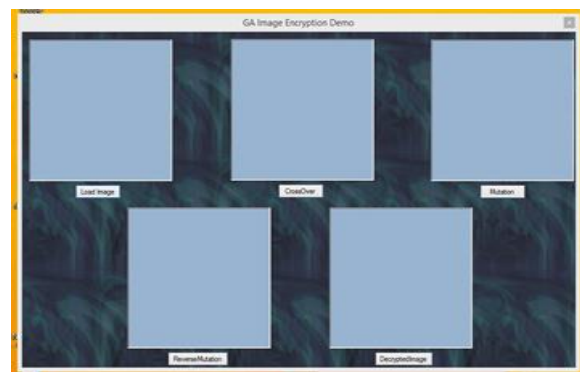 GA Image Encryption Demo
Load Image
CrossOver
Mutation
ReverseMutation
DecryptedImage